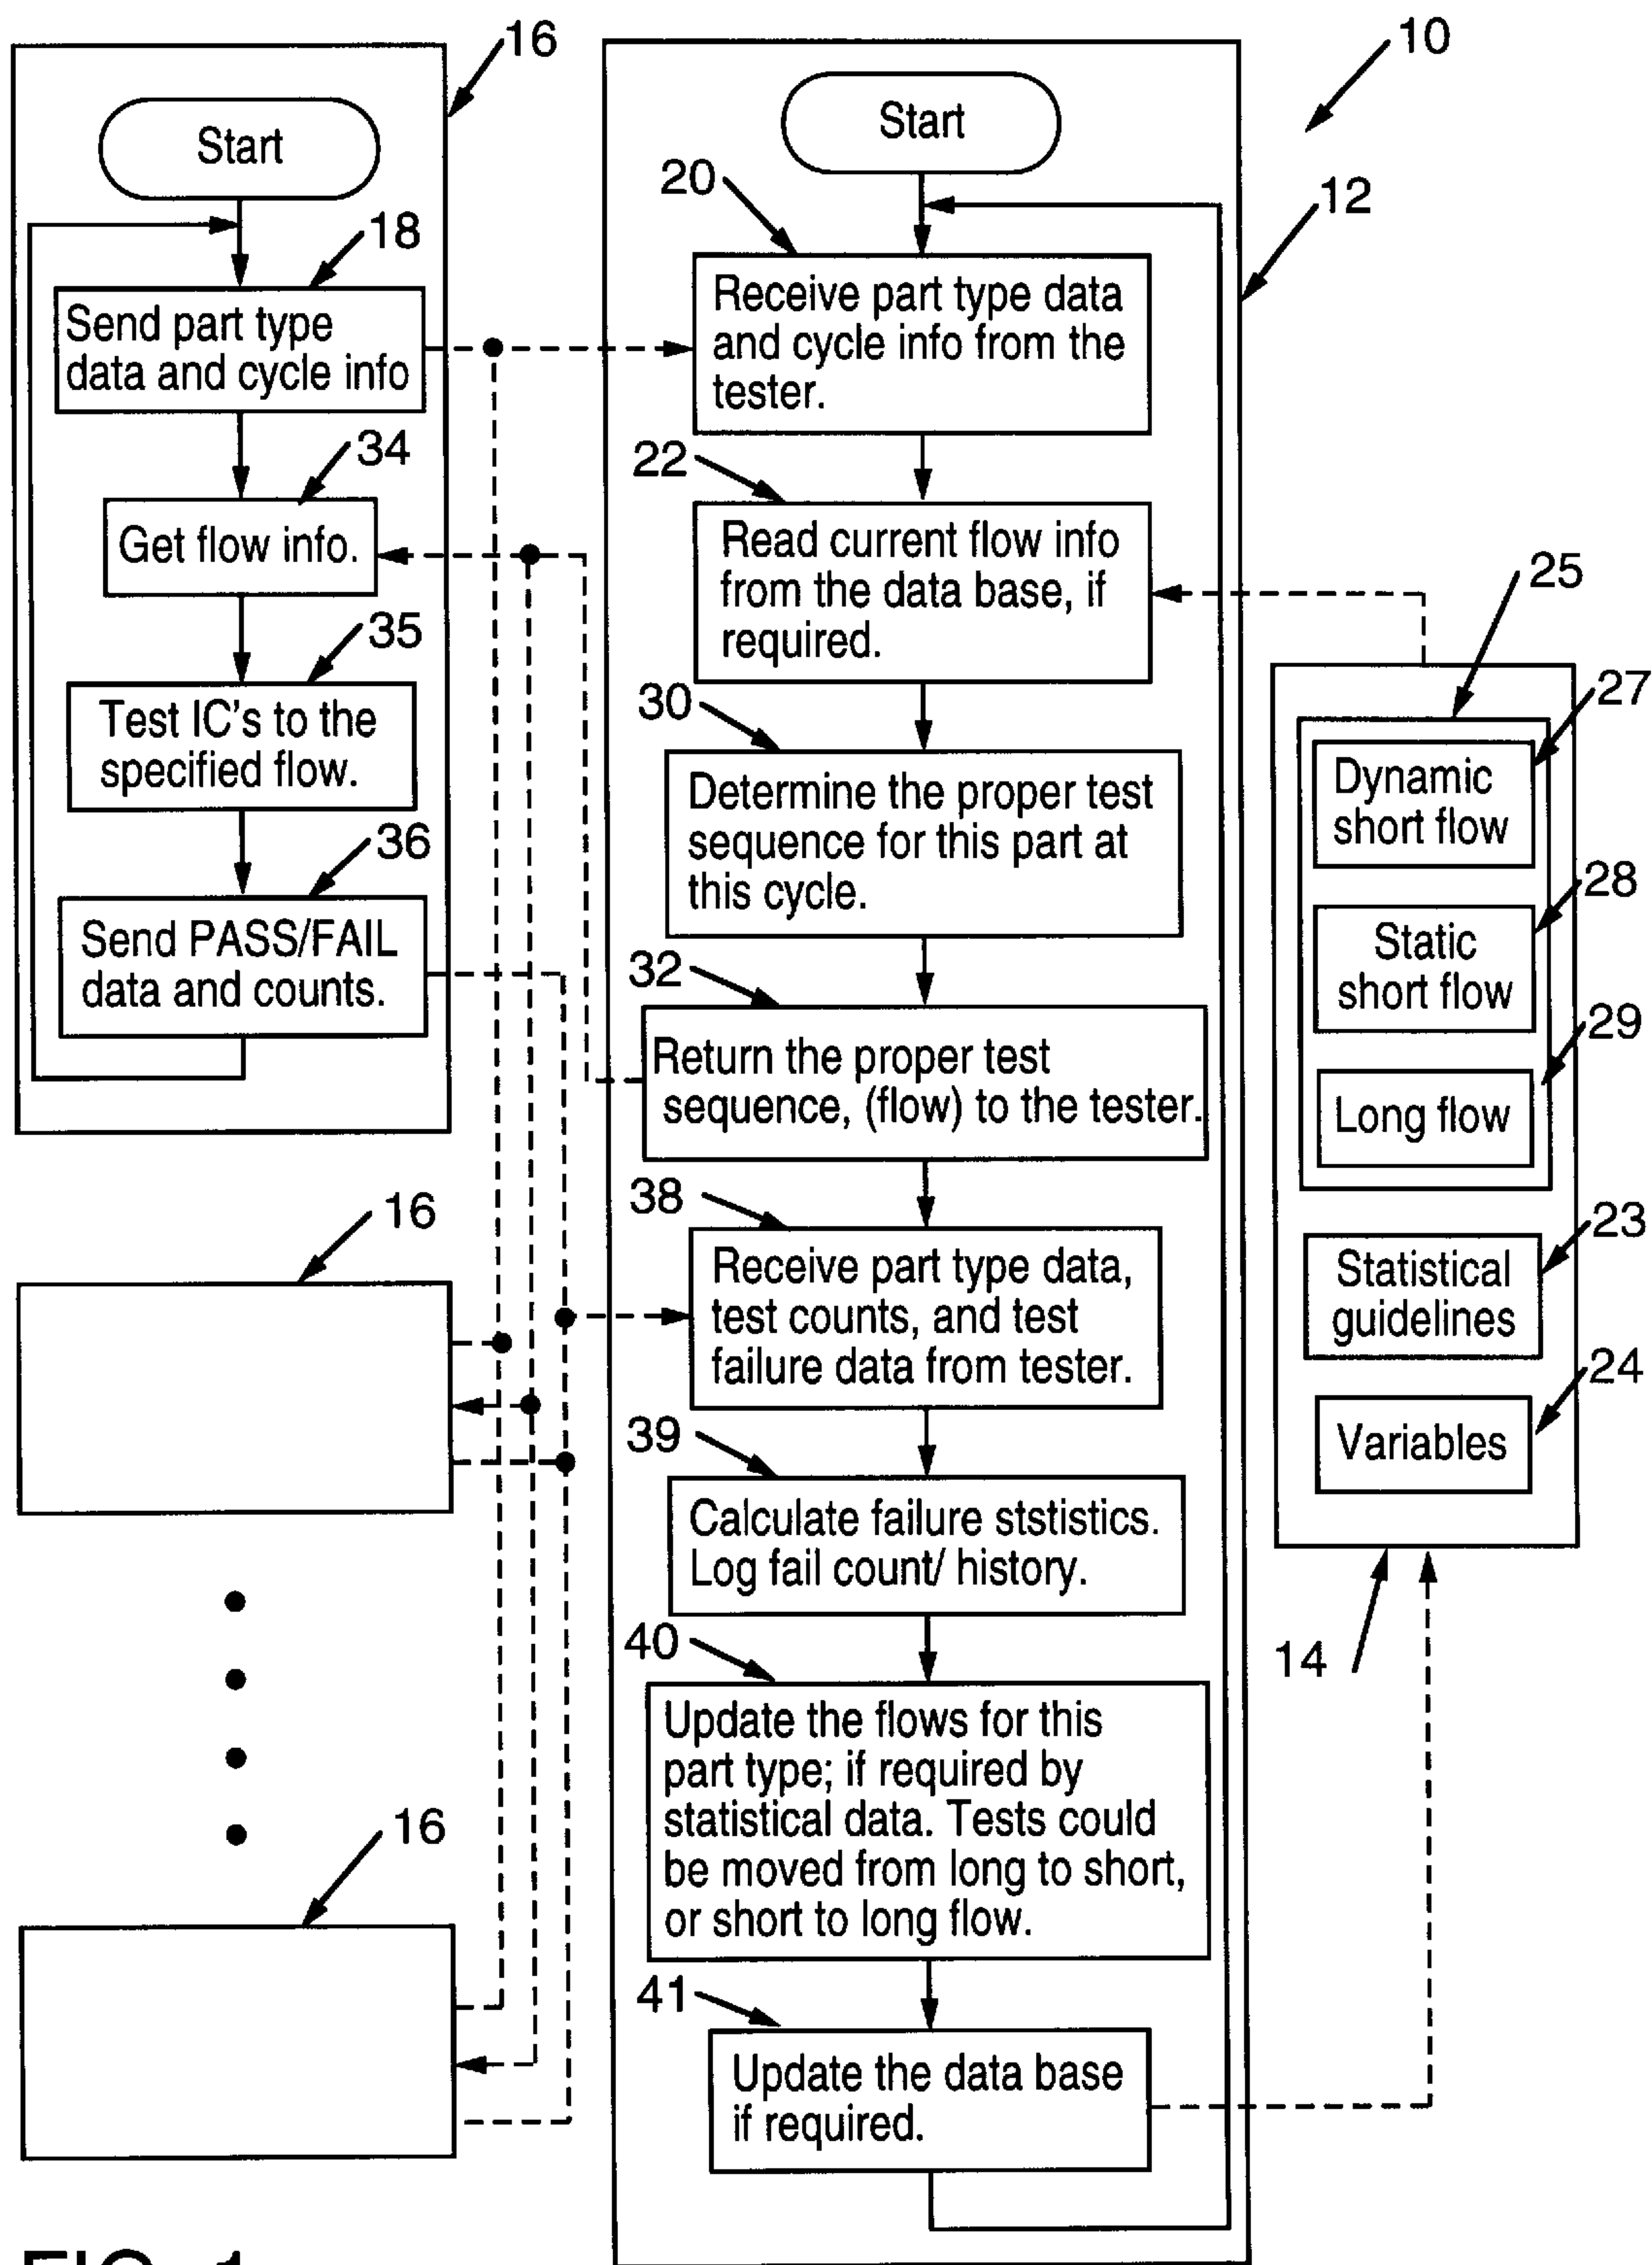 16
Start
18
Send part type
data and cycle info
34
Get flow info.
35
Test IC's to the
specified flow.
36
Send PASS/FAIL
data and counts.
16
16
10
12
Start
20
Receive part type data
and cycle info from the
tester.
22
Read current flow info
from the data base, if
required.
30
Determine the proper test
sequence for this part at
this cycle.
32
Return the proper test
sequence, (flow) to the tester.
38
Receive part type data,
test counts, and test
failure data from tester.
39
Calculate failure ststistics.
Log fail count/ history.
40
Update the flows for this
part type; if required by
statistical data. Tests could
be moved from long to short,
or short to long flow.
41
Update the data base
if required.
25
27
Dynamic
short flow
28
Static
short flow
29
Long flow
23
Statistical
guidelines
24
Variables
14
FIG. 1